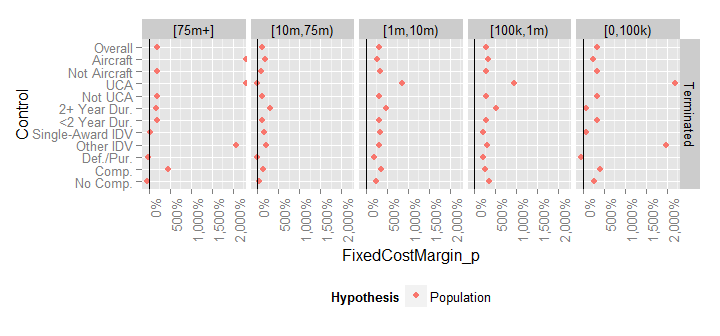 [75m+] [10m,75m) [1m,10m) [100k,1m) [0,100k)
Control
Overall
Aircraft
Not Aircraft
UCA
Not UCA
2+ Year Dur.
<2 Year Dur.
Single-Award IDV
Other IDV
Def./Pur.
Comp.
No Comp.
Terminated
0% 500% 1,000% 1,500% 2,000% 0% 500% 1,000% 1,500% 2,000% 0% 500% 1,000% 1,500% 2,000% 0% 500% 1,000% 1,500% 2,000% 0% 500% 1,000% 1,500% 2,000%
FixedCostMargin_p
Hypothesis Population